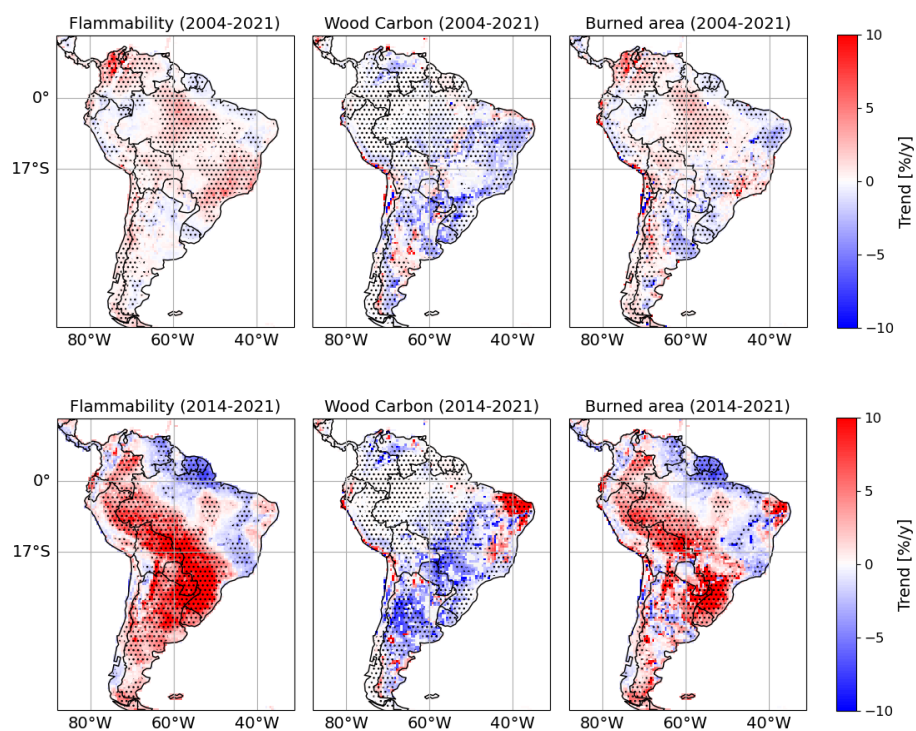 Flammability (2004-2021) Wood Carbon (2004-2021) Burned area (2004-2021)
10
5
0°
0
17°S
−5
−10
Trend [%/y]
80°W 60°W 40°W 80°W 60°W 40°W 80°W 60°W 40°W
Flammability (2014-2021) Wood Carbon (2014-2021) Burned area (2014-2021)
10
5
0°
0
17°S
−5
−10
Trend [%/y]
80°W 60°W 40°W 80°W 60°W 40°W 80°W 60°W 40°W